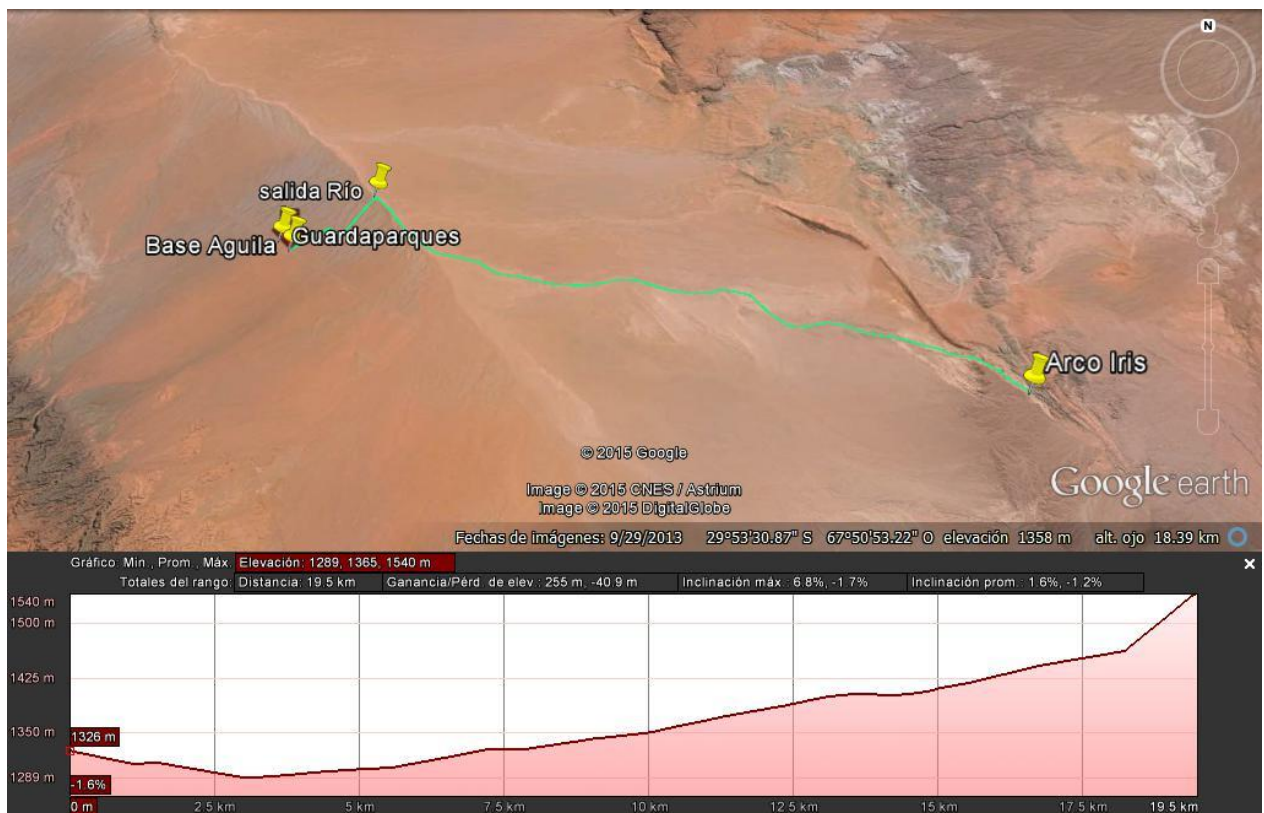 N
salida Río
Guardaparques
Base Aguila
Arco Iris
© 2015 Google
Image © 2015 CNES / Astrium
Image © 2015 DigitalGlobe
Google earth
Fechas de imágenes: 9/29/2013 29°53'30.87" S 67°50'53.22" O elevación 1358 m alt. ojo 18.39 km
Gráfico: Mín., Prom., Máx. Elevación: 1289, 1365, 1540 m
Totales del rango: Distancia: 19.5 km Ganancia/Pérd. de elev.: 255 m, -40.9 m Inclinación máx.: 6.8%, -1.7% Inclinación prom.: 1.6%, -1.2%
1540 m
1500 m
1425 m
1350 m
1326 m
1289 m
-1.6%
0 m 2.5 km 5 km 7.5 km 10 km 12.5 km 15 km 17.5 km 19.5 km